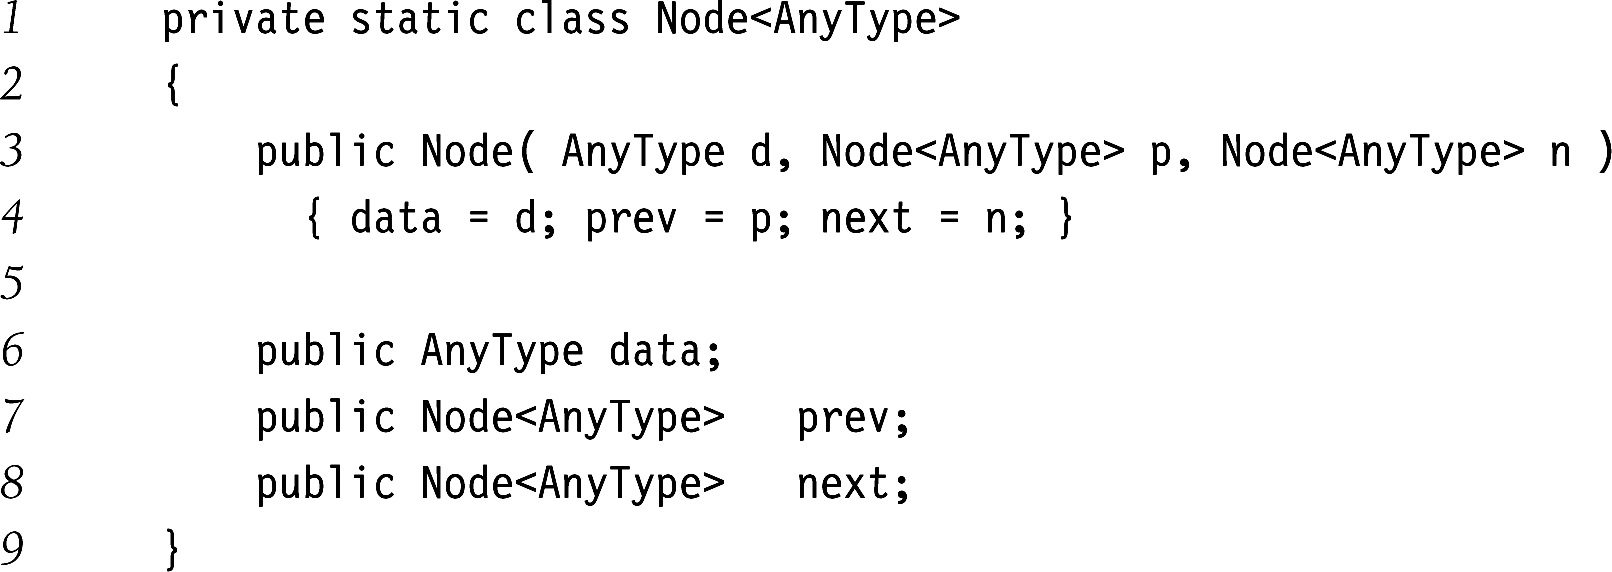 1 private static class Node<AnyType>
2 {
3 public Node( AnyType d, Node<AnyType> p, Node<AnyType> n )
4 { data = d; prev = p; next = n; }
5
6 public AnyType data;
7 public Node<AnyType> prev;
8 public Node<AnyType> next;
9 }